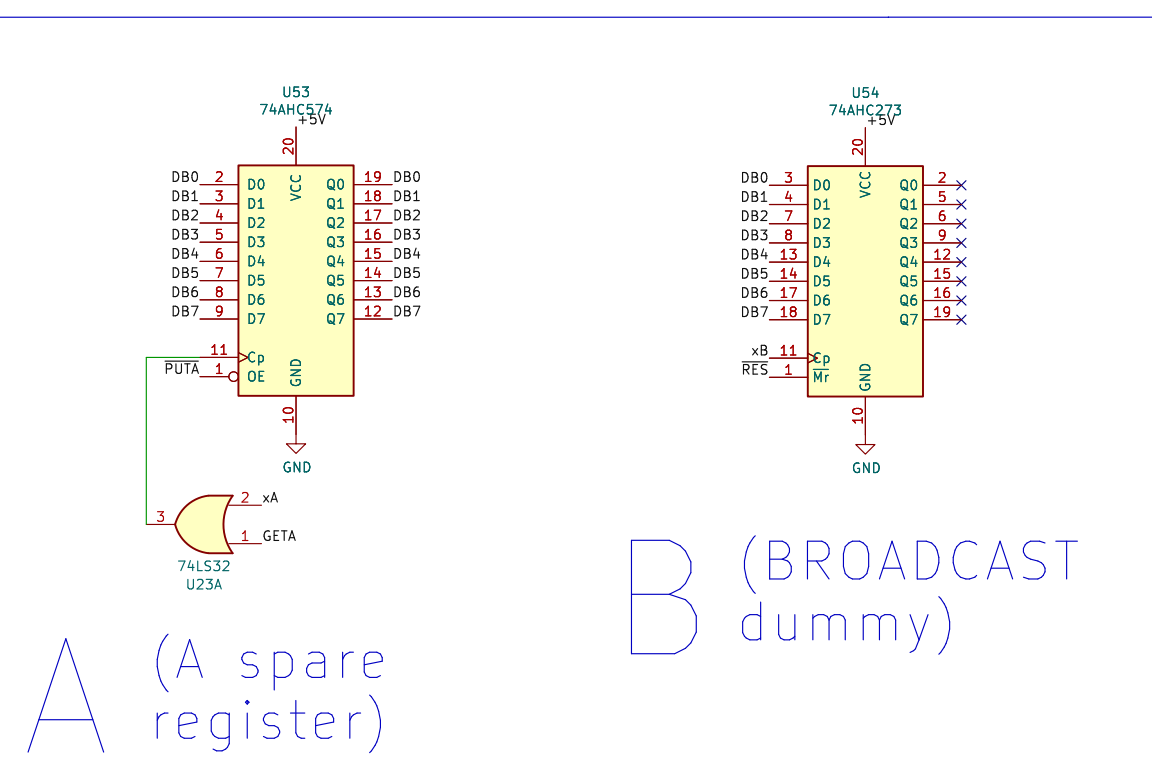 U53
74AHC574
+5V
20
VCC
DB0 2 D0 Q0 19 DB0
DB1 3 D1 Q1 18 DB1
DB2 4 D2 Q2 17 DB2
DB3 5 D3 Q3 16 DB3
DB4 6 D4 Q4 15 DB4
DB5 7 D5 Q5 14 DB5
DB6 8 D6 Q6 13 DB6
DB7 9 D7 Q7 12 DB7
11 Cp
PUTA 1 OE
GND
10
GND
3
2 xA
1 GETA
74LS32
U23A
A (A spare
register)
U54
74AHC273
+5V
20
VCC
DB0 3 D0 Q0 2
DB1 4 D1 Q1 5
DB2 7 D2 Q2 6
DB3 8 D3 Q3 9
DB4 13 D4 Q4 12
DB5 14 D5 Q5 15
DB6 17 D6 Q6 16
DB7 18 D7 Q7 19
xB 11 Cp
RES 1 Mr
GND
10
GND
B (BROADCAST
dummy)